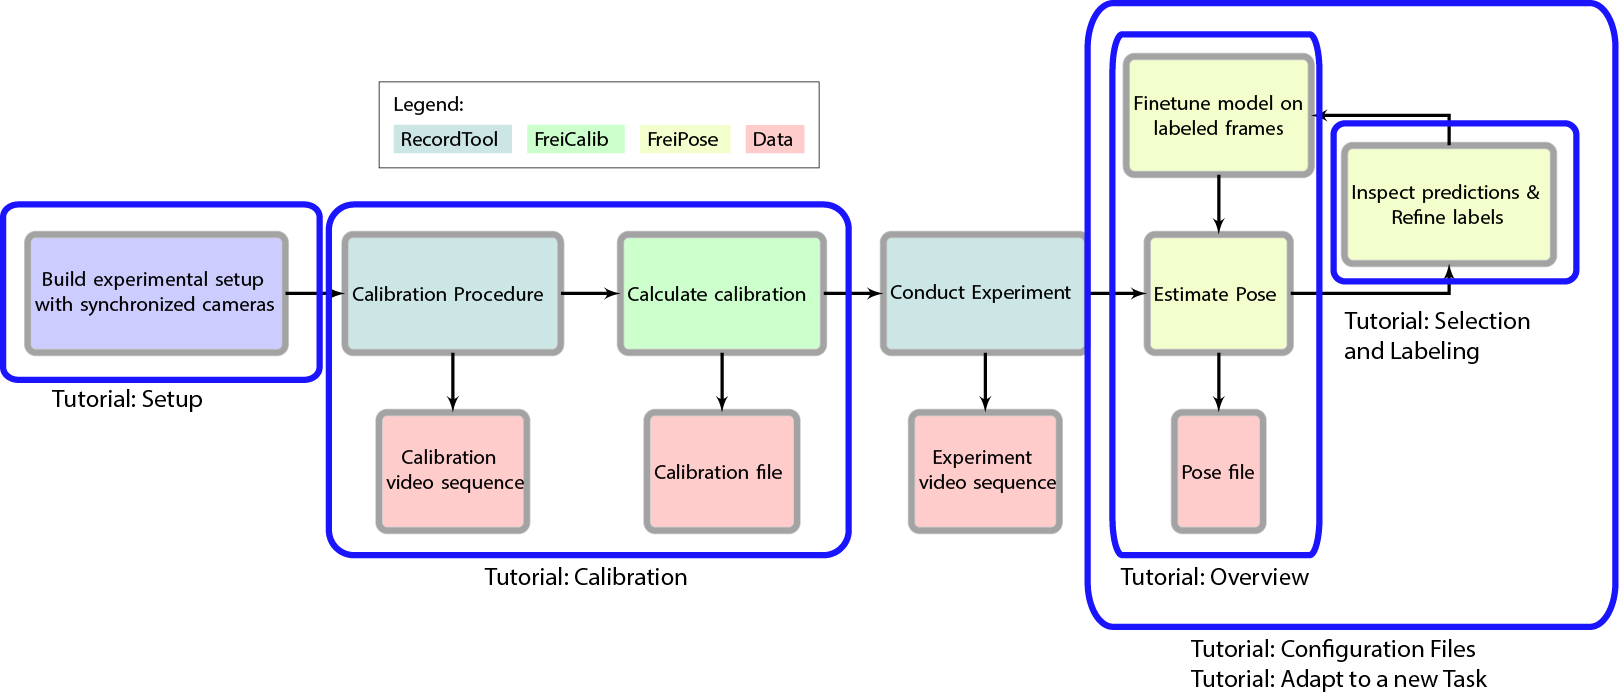 Legend:
RecordTool FreiCalib FreiPose Data
Finetune model on
labeled frames
Inspect predictions &
Refine labels
Build experimental setup
with synchronized cameras
Calibration Procedure
Calculate calibration
Conduct Experiment
Estimate Pose
Tutorial: Selection
and Labeling
Tutorial: Setup
Calibration
video sequence
Calibration file
Experiment
video sequence
Pose file
Tutorial: Calibration
Tutorial: Overview
Tutorial: Configuration Files
Tutorial: Adapt to a new Task